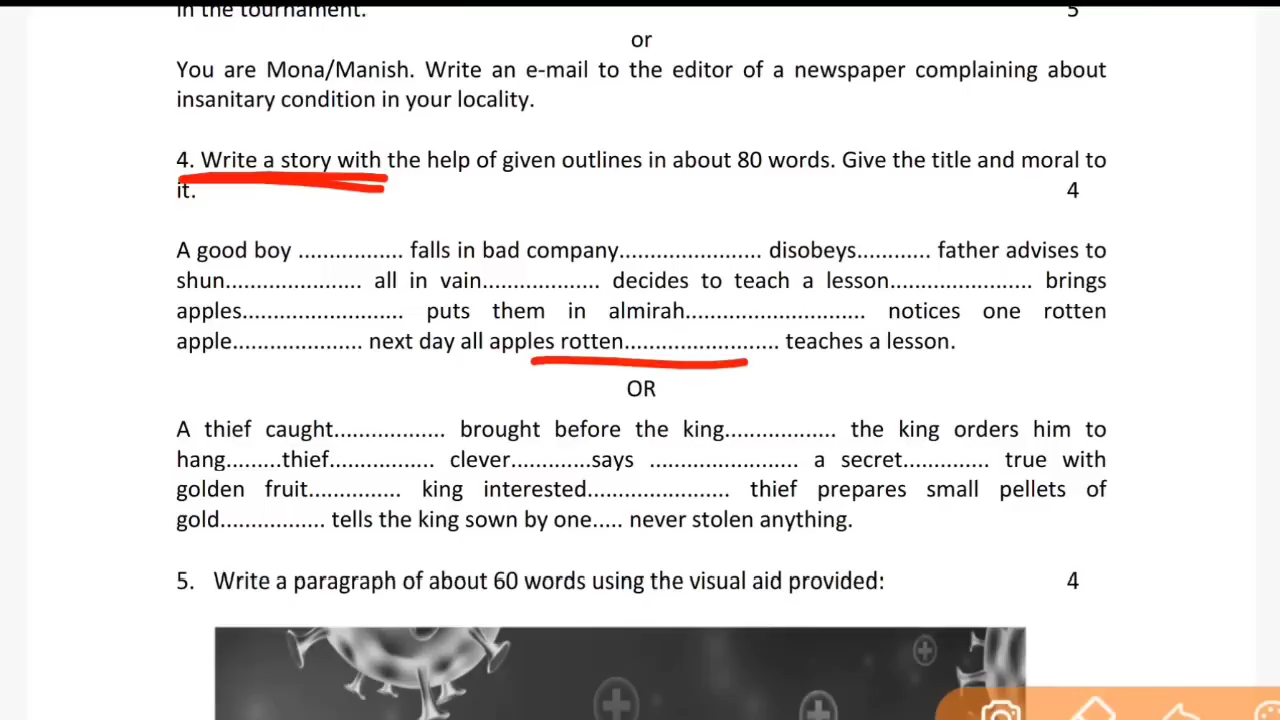 in the tournament. 5
or
You are Mona/Manish. Write an e-mail to the editor of a newspaper complaining about
insanitary condition in your locality.
4. Write a story with the help of given outlines in about 80 words. Give the title and moral to
it. 4
A good boy ................. falls in bad company....................... disobeys............ father advises to
shun...................... all in vain................... decides to teach a lesson....................... brings
apples.......................... puts them in almirah............................. notices one rotten
apple..................... next day all apples rotten......................... teaches a lesson.
OR
A thief caught.................. brought before the king.................. the king orders him to
hang.........thief................. clever.............says ........................ a secret.............. true with
golden fruit............... king interested....................... thief prepares small pellets of
gold................. tells the king sown by one..... never stolen anything.
5. Write a paragraph of about 60 words using the visual aid provided: 4